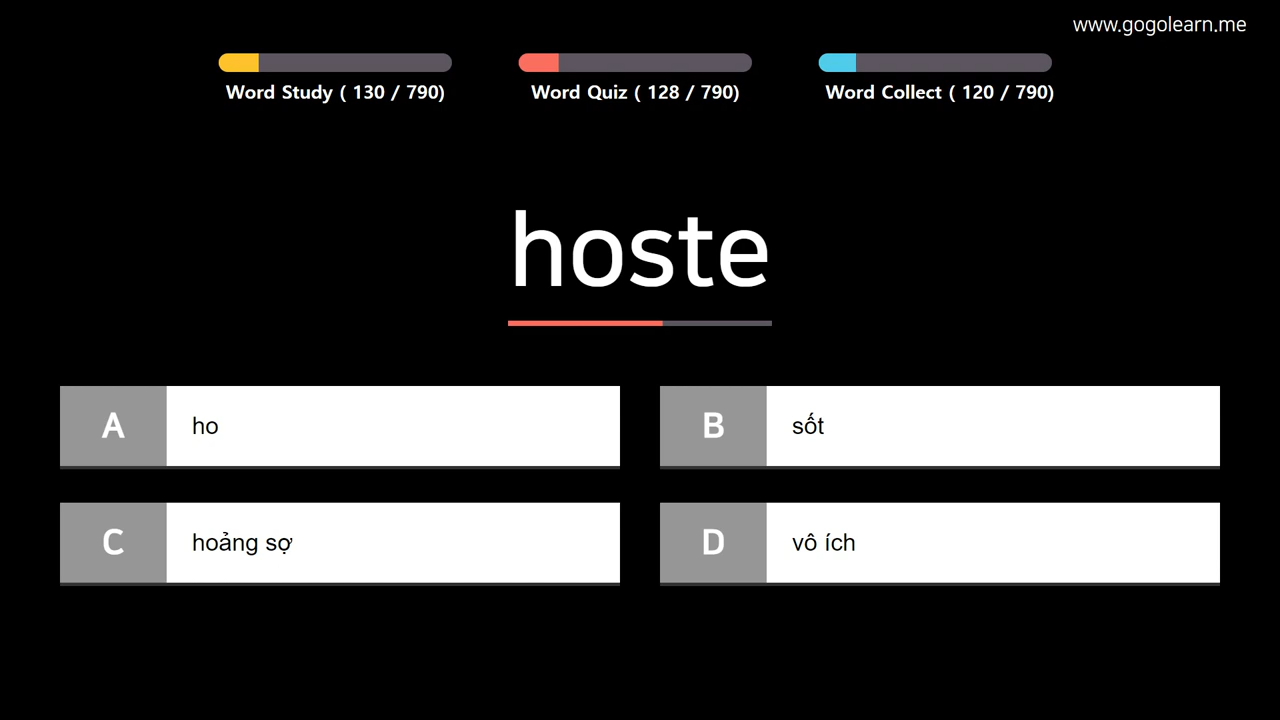 www.gogolearn.me
Word Study ( 130 / 790)
Word Quiz ( 128 / 790)
Word Collect ( 120 / 790)
hoste
A
ho
B
sốt
C
hoảng sợ
D
vô ích